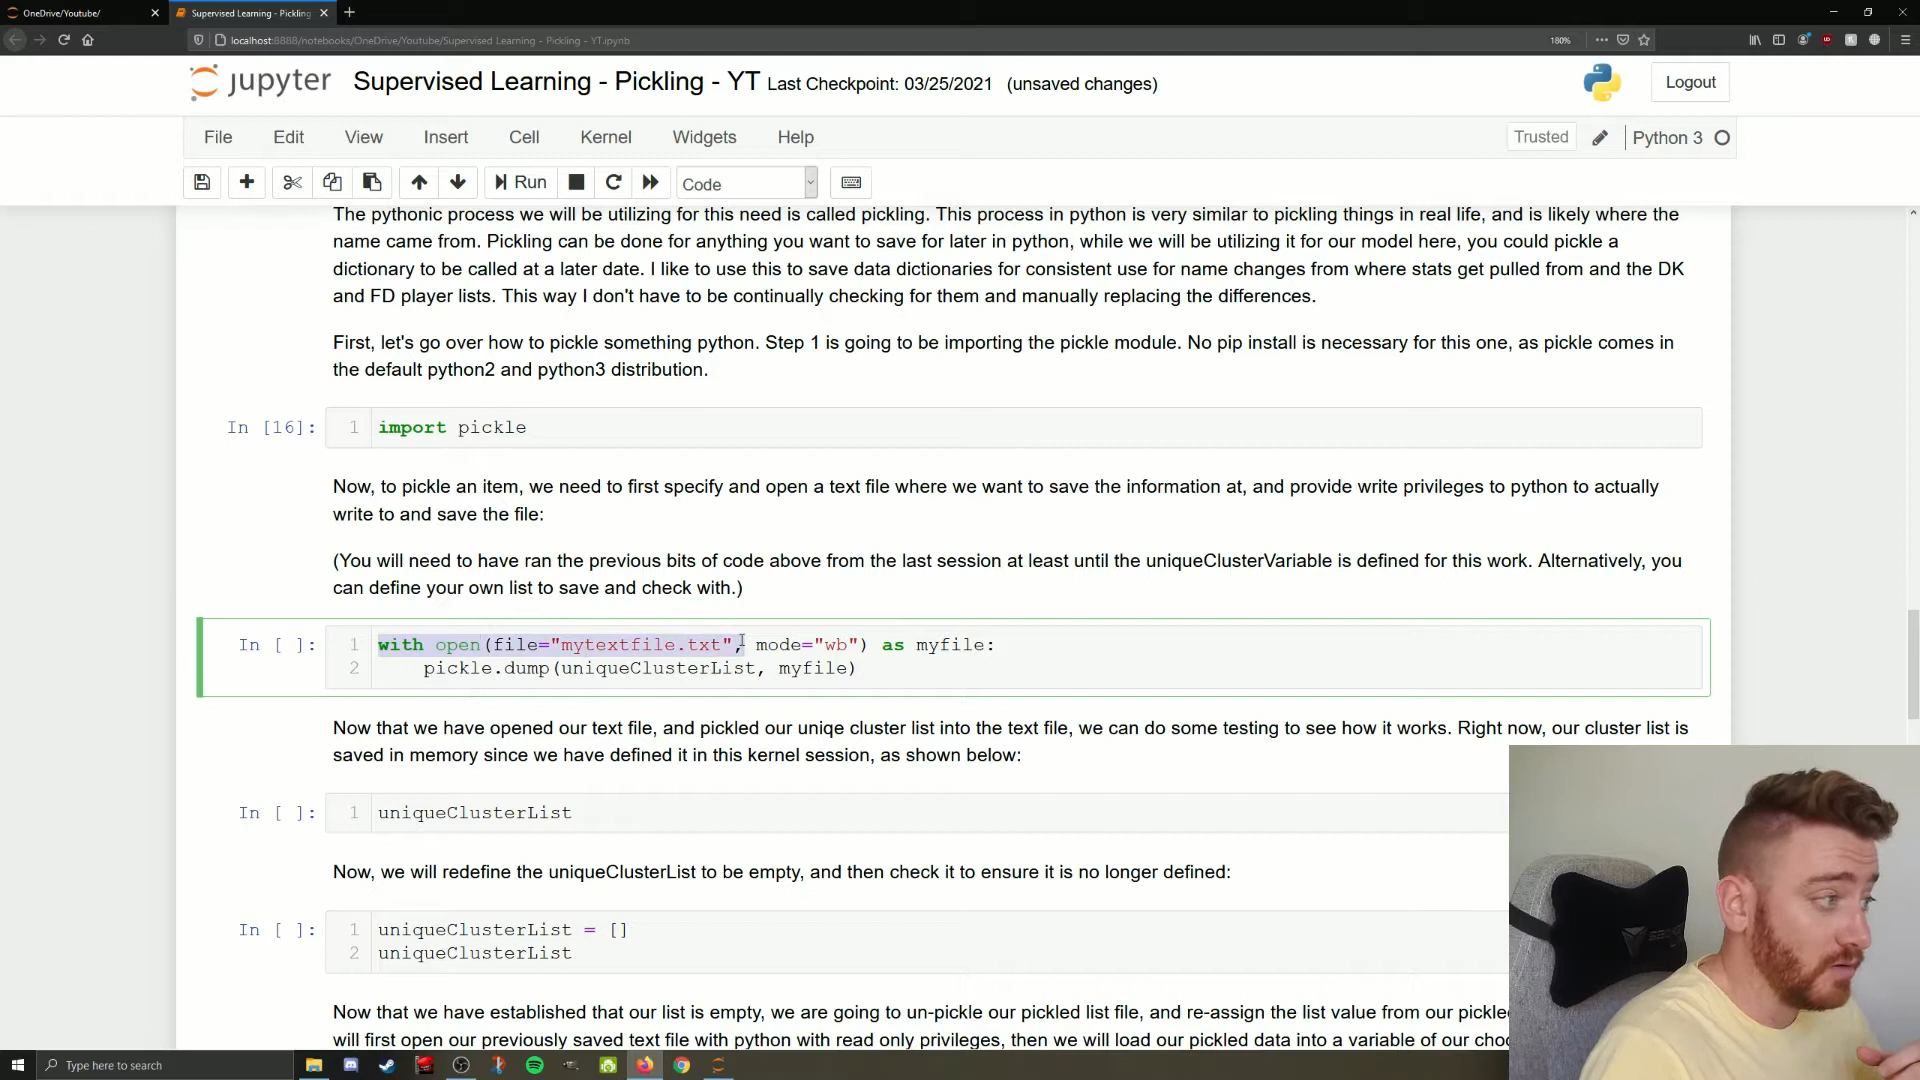 OneDrive/Youtube/
Supervised Learning - Pickling
localhost:8888/notebooks/OneDrive/Youtube/Supervised Learning - Pickling - YT.ipynb
180%
jupyter Supervised Learning - Pickling - YT Last Checkpoint: 03/25/2021 (unsaved changes)
Logout
File Edit View Insert Cell Kernel Widgets Help
Trusted Python 3
Run Code
The pythonic process we will be utilizing for this need is called pickling. This process in python is very similar to pickling things in real life, and is likely where the
name came from. Pickling can be done for anything you want to save for later in python, while we will be utilizing it for our model here, you could pickle a
dictionary to be called at a later date. I like to use this to save data dictionaries for consistent use for name changes from where stats get pulled from and the DK
and FD player lists. This way I don't have to be continually checking for them and manually replacing the differences.
First, let's go over how to pickle something python. Step 1 is going to be importing the pickle module. No pip install is necessary for this one, as pickle comes in
the default python2 and python3 distribution.
In [16]: 1 import pickle
Now, to pickle an item, we need to first specify and open a text file where we want to save the information at, and provide write privileges to python to actually
write to and save the file:
(You will need to have ran the previous bits of code above from the last session at least until the uniqueClusterVariable is defined for this work. Alternatively, you
can define your own list to save and check with.)
In [ ]: 1 with open(file="mytextfile.txt", mode="wb") as myfile:
2 pickle.dump(uniqueClusterList, myfile)
Now that we have opened our text file, and pickled our uniqe cluster list into the text file, we can do some testing to see how it works. Right now, our cluster list is
saved in memory since we have defined it in this kernel session, as shown below:
In [ ]: 1 uniqueClusterList
Now, we will redefine the uniqueClusterList to be empty, and then check it to ensure it is no longer defined:
In [ ]: 1 uniqueClusterList = []
2 uniqueClusterList
Now that we have established that our list is empty, we are going to un-pickle our pickled list file, and re-assign the list value from our pickled
will first open our previously saved text file with python with read only privileges, then we will load our pickled data into a variable of our
Type here to search